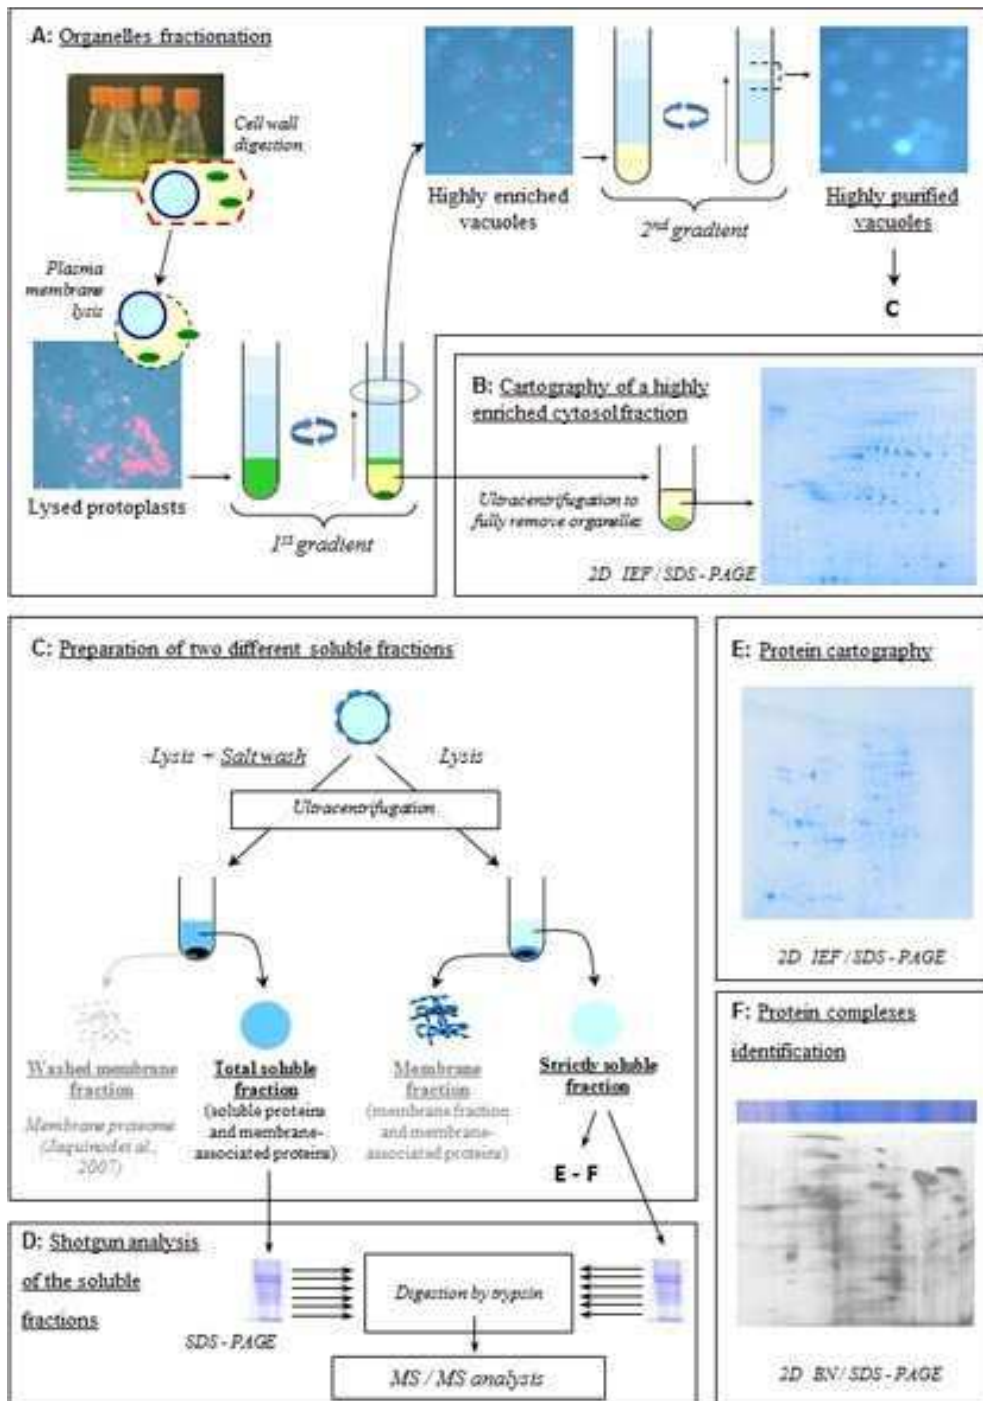 A: Organelles fractionation
Cell wall
digestion
Plasma
membrane
lysis
Lysed protoplasts
1st gradient
Highly enriched
vacuoles
2nd gradient
Highly purified
vacuoles
C
B: Cartography of a highly
enriched cytosol fraction
Ultracentrifugation to
fully remove organelles
2D IEF / SDS - PAGE
C: Preparation of two different soluble fractions
Lysis + Salt wash
Lysis
Ultracentrifugation
Washed membrane
fraction
Membrane proteome
(Jaquinod et al.,
2007)
Total soluble
fraction
(soluble proteins
and membrane-
associated proteins)
Membrane
fraction
(membrane fraction
and membrane-
associated proteins)
Strictly soluble
fraction
E - F
D: Shotgun analysis
of the soluble
fractions
SDS - PAGE
Digestion by trypsin
MS / MS analysis
E: Protein cartography
2D IEF / SDS - PAGE
F: Protein complexes
identification
2D BN / SDS - PAGE